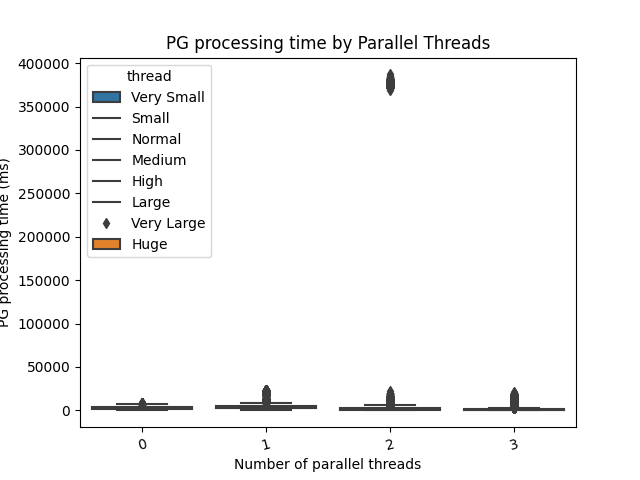 PG processing time by Parallel Threads
thread
Very Small
Small
Normal
Medium
High
Large
Very Large
Huge
400000
350000
300000
250000
200000
150000
100000
50000
0
PG processing time (ms)
0 1 2 3
Number of parallel threads